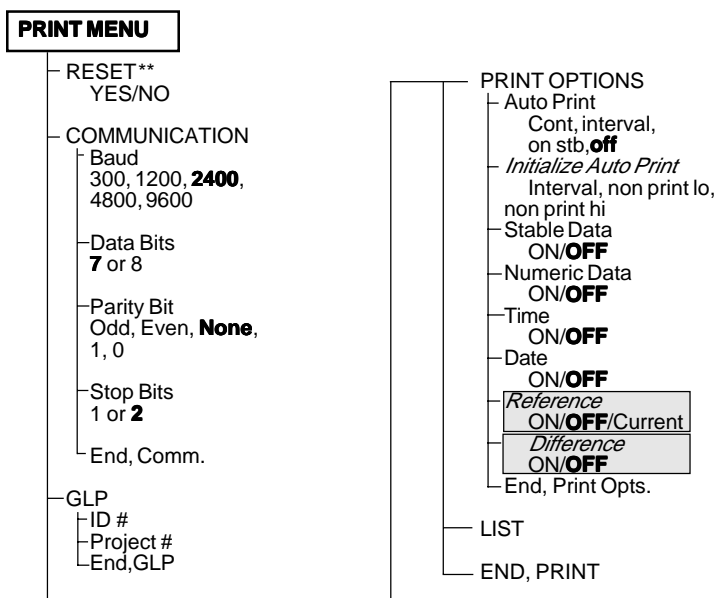 PRINT MENU
RESET**
YES/NO
COMMUNICATION
Baud
300, 1200, 2400,
4800, 9600
Data Bits
7 or 8
Parity Bit
Odd, Even, None,
1, 0
Stop Bits
1 or 2
End, Comm.
GLP
ID #
Project #
End,GLP
PRINT OPTIONS
Auto Print
Cont, interval,
on stb,off
Initialize Auto Print
Interval, non print lo,
non print hi
Stable Data
ON/OFF
Numeric Data
ON/OFF
Time
ON/OFF
Date
ON/OFF
Reference
ON/OFF/Current
Difference
ON/OFF
End, Print Opts.
LIST
END, PRINT